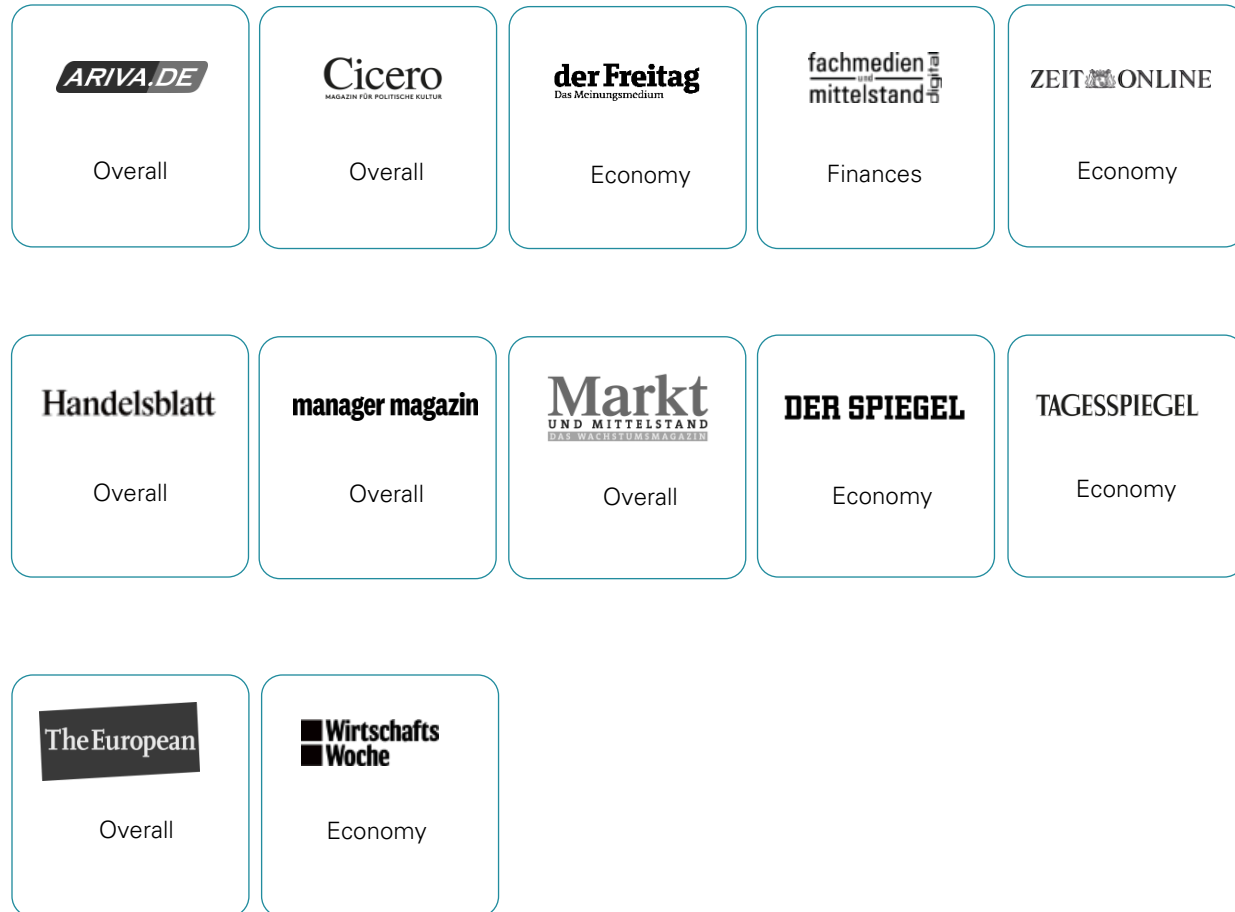 ARIVA.DE
Overall
Cicero
MAGAZIN FÜR POLITISCHE KULTUR
Overall
der Freitag
Das Meinungsmedium
Economy
fachmedien
und
mittelstand
digital
Finances
ZEIT ONLINE
Economy
Handelsblatt
Overall
manager magazin
Overall
Markt
UND MITTELSTAND
DAS WACHSTUMSMAGAZIN
Overall
DER SPIEGEL
Economy
TAGESSPIEGEL
Economy
The European
Overall
Wirtschafts
Woche
Economy